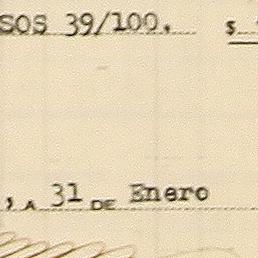 SOS 39/100. $
, A 31 DE Enero